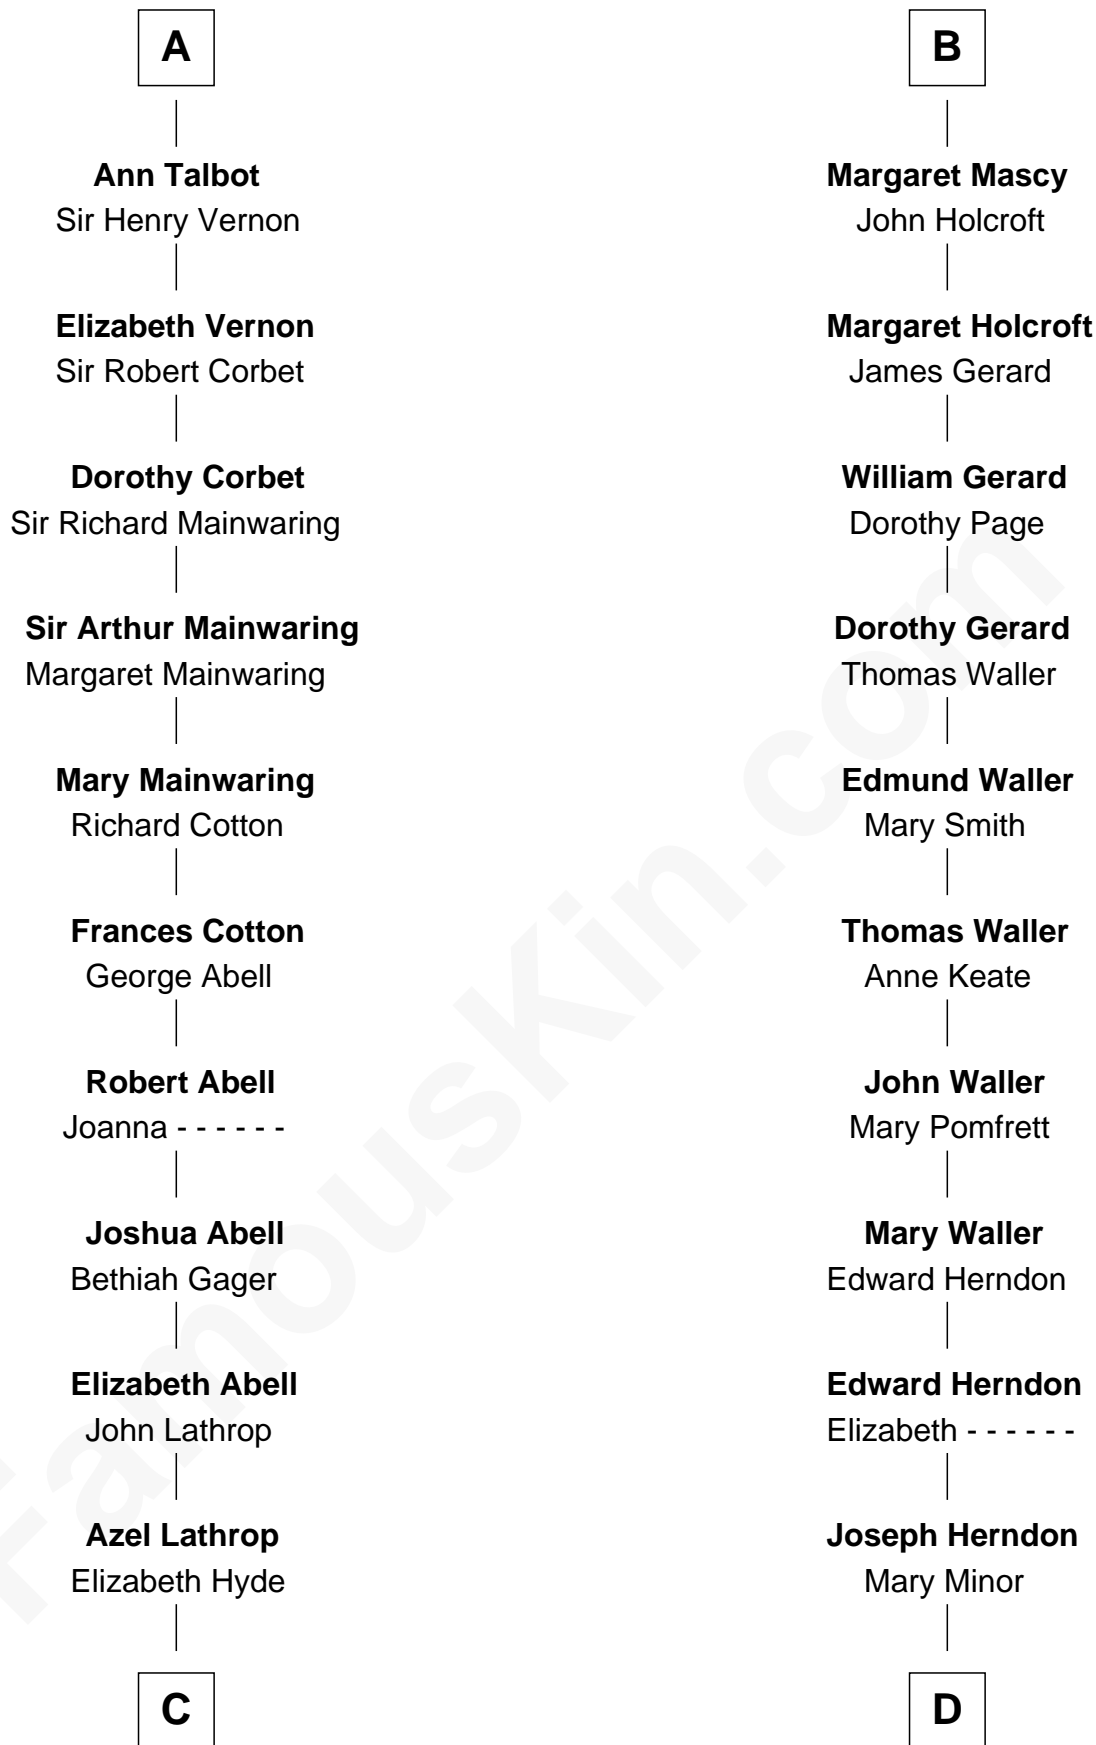 A
Ann Talbot
Sir Henry Vernon
Elizabeth Vernon
Sir Robert Corbet
Dorothy Corbet
Sir Richard Mainwaring
Sir Arthur Mainwaring
Margaret Mainwaring
Mary Mainwaring
Richard Cotton
Frances Cotton
George Abell
Robert Abell
Joanna - - - - - -
Joshua Abell
Bethiah Gager
Elizabeth Abell
John Lathrop
Azel Lathrop
Elizabeth Hyde
C
B
Margaret Mascy
John Holcroft
Margaret Holcroft
James Gerard
William Gerard
Dorothy Page
Dorothy Gerard
Thomas Waller
Edmund Waller
Mary Smith
Thomas Waller
Anne Keate
John Waller
Mary Pomfrett
Mary Waller
Edward Herndon
Edward Herndon
Elizabeth - - - - - -
Joseph Herndon
Mary Minor
D
FamousKin.com